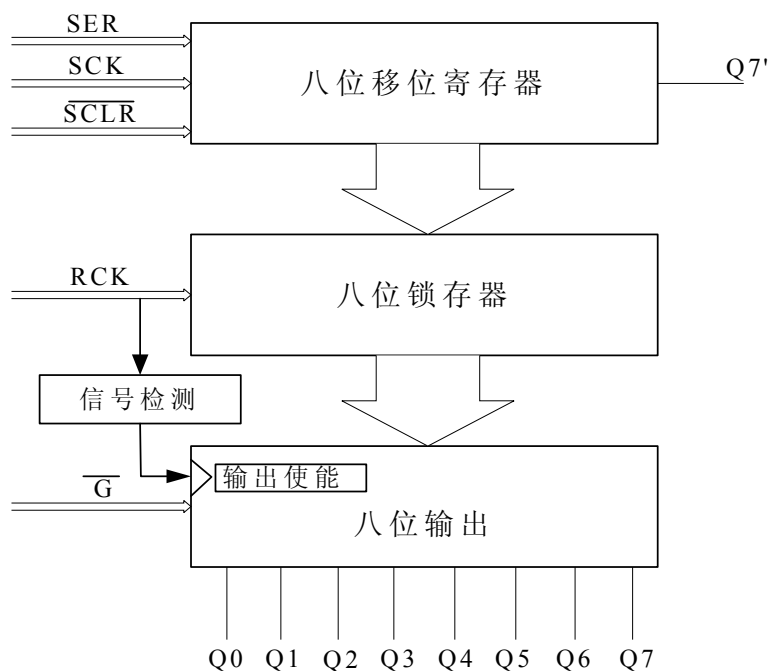 SER
SCK
SCLR
八位移位寄存器
Q7'
RCK
八位锁存器
信号检测
G
输出使能
八位输出
Q0 Q1 Q2 Q3 Q4 Q5 Q6 Q7